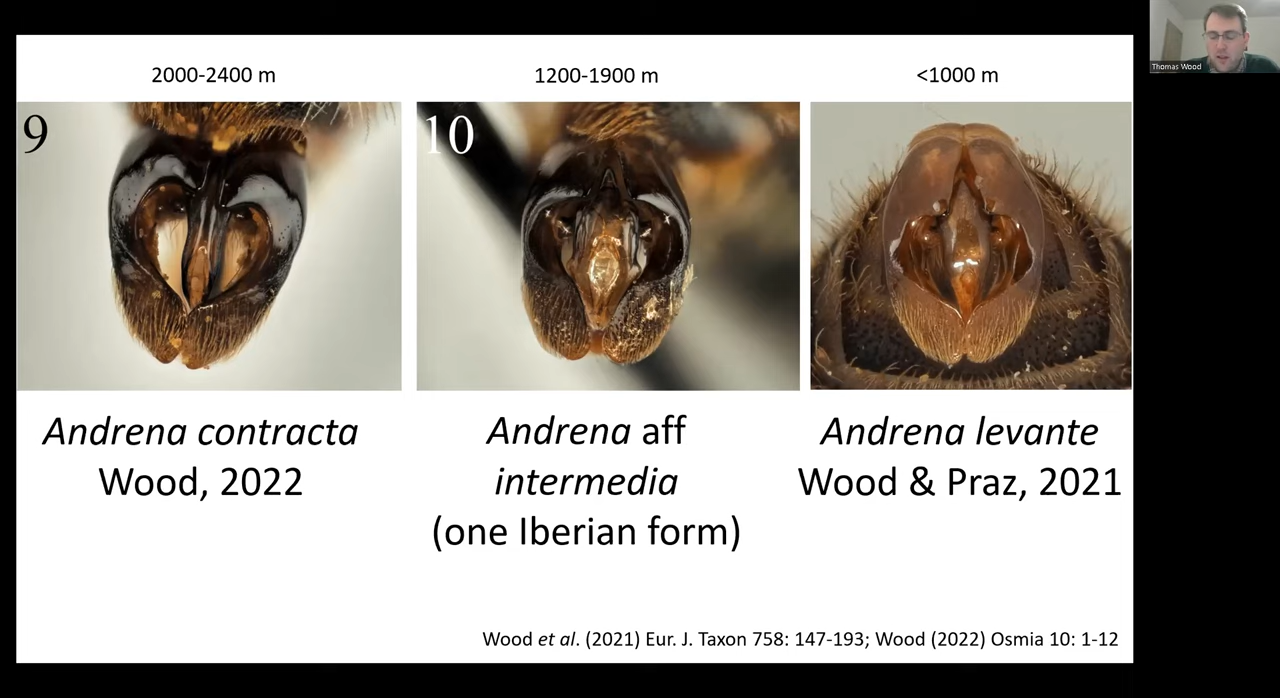 Thomas Wood
2000-2400 m
1200-1900 m
<1000 m
9
10
Andrena contracta
Wood, 2022
Andrena aff
intermedia
(one Iberian form)
Andrena levante
Wood & Praz, 2021
Wood et al. (2021) Eur. J. Taxon 758: 147-193; Wood (2022) Osmia 10: 1-12